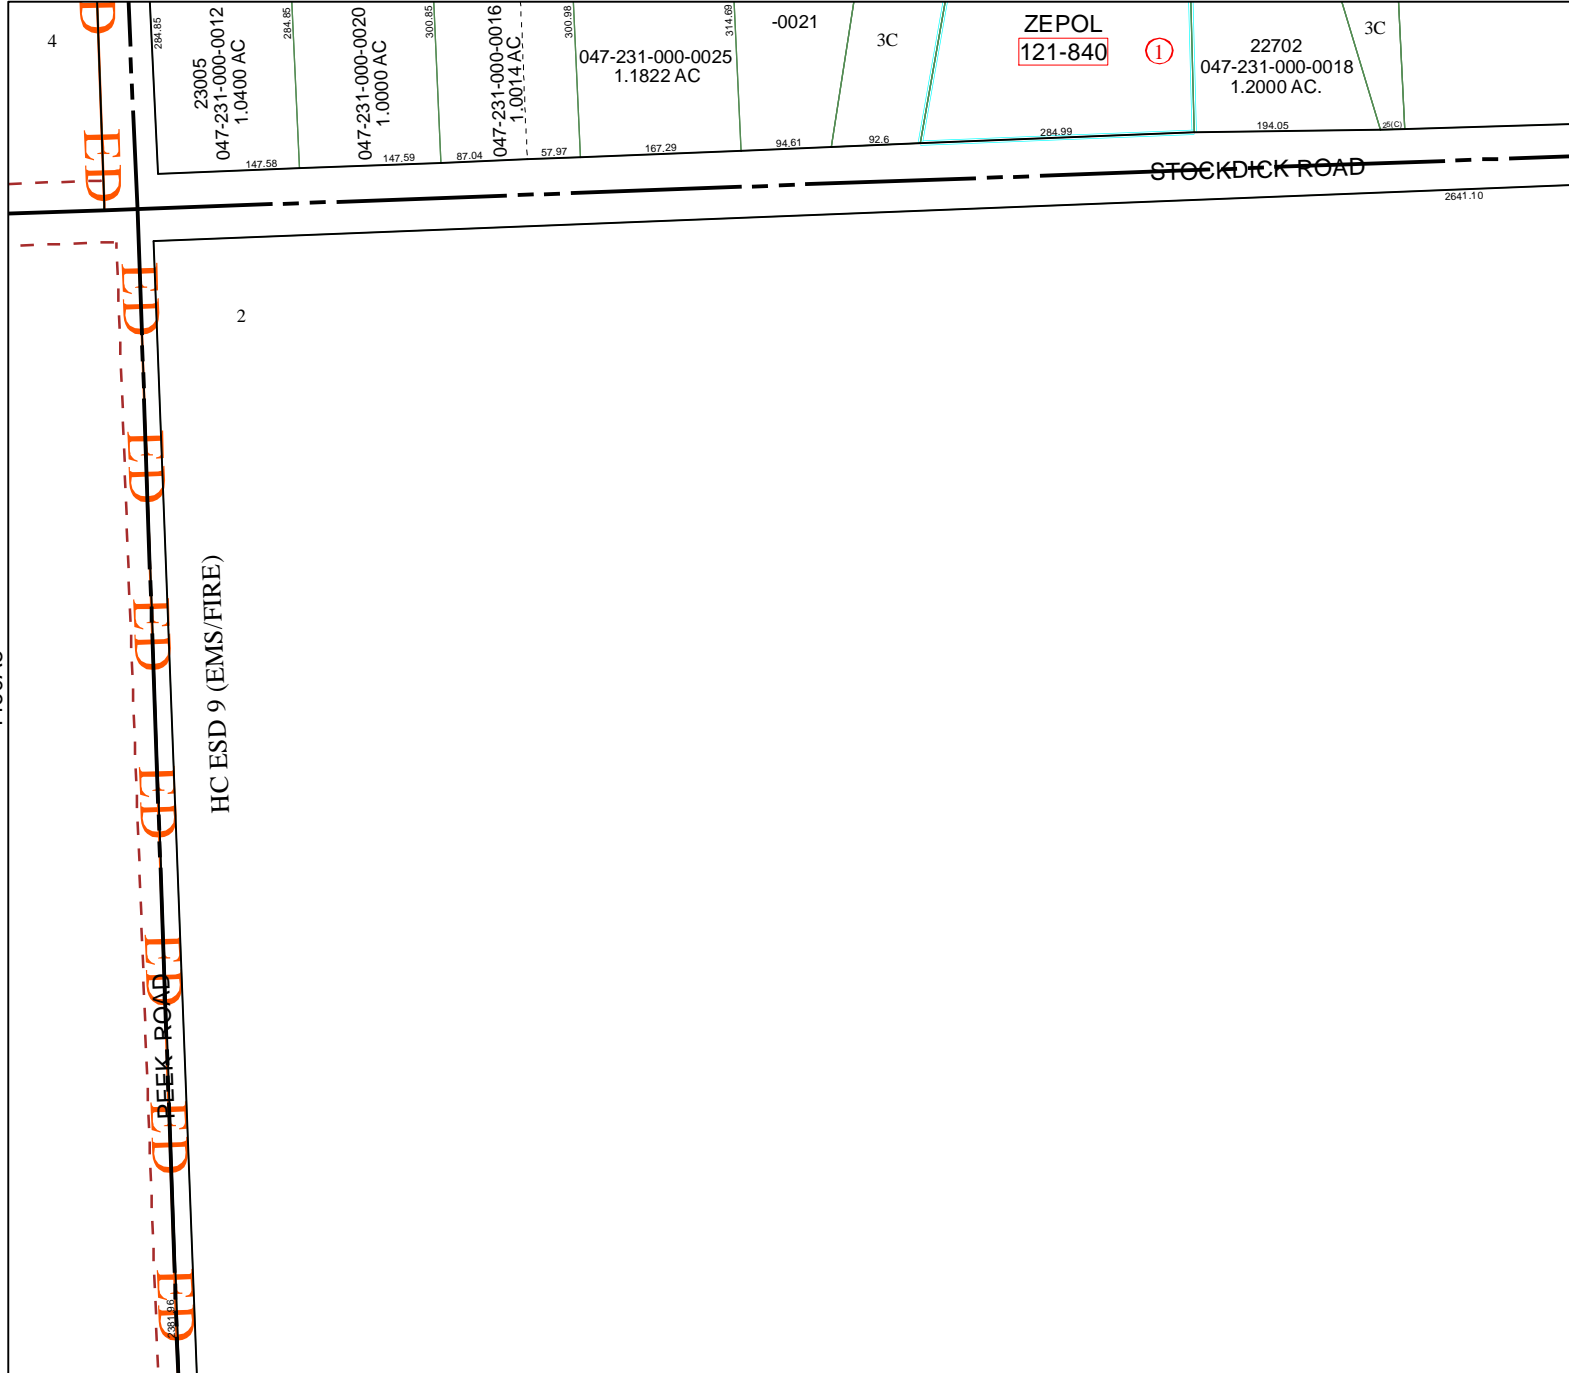 4
ED
284.85
23005
047-231-000-0012
1.0400 AC
284.85
047-231-000-0020
1.0000 AC
300.85
047-231-000-0016
1.0014 AC
300.98
047-231-000-0025
1.1822 AC
314.69
-0021
3C
ZEPOL
121-840
1
22702
047-231-000-0018
1.2000 AC.
3C
25(C)
ED
147.58
147.59
87.04
57.97
167.29
94.61
92.6
284.99
194.05
STOCKDICK ROAD
2641.10
ED
2
ED
HC ESD 9 (EMS/FIRE)
ED
ED
ED
PEEK ROAD
ED
ED
2381.96